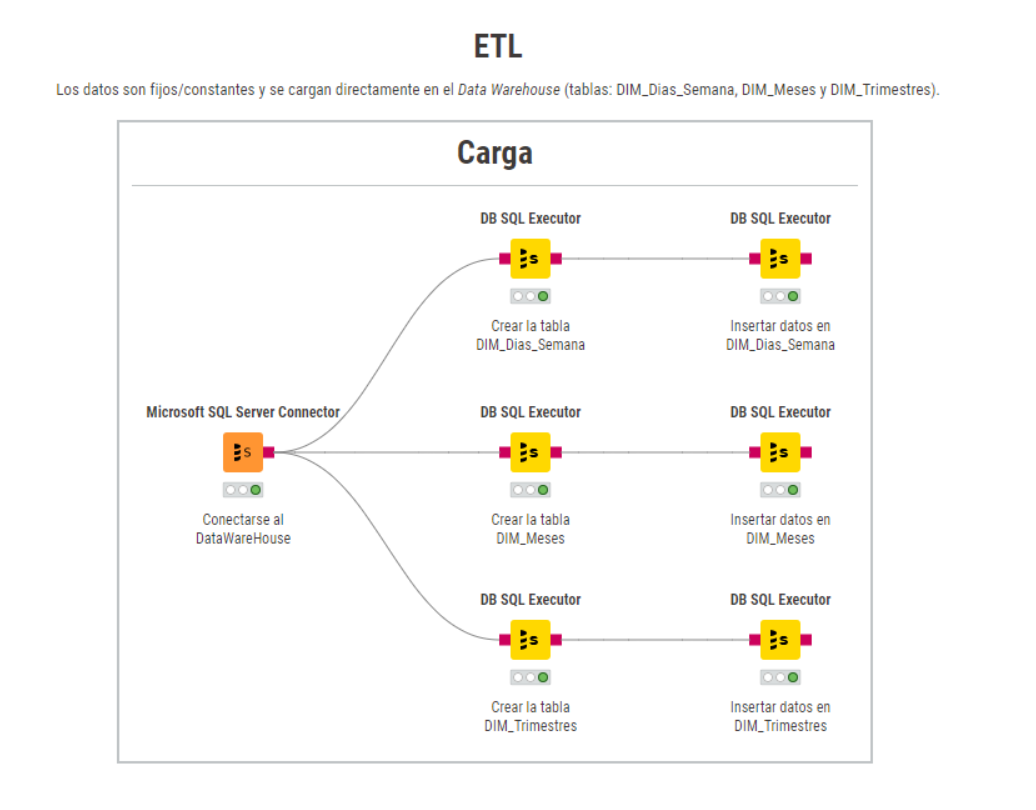 ETL
Los datos son fijos/constantes y se cargan directamente en el Data Warehouse (tablas: DIM_Dias_Semana, DIM_Meses y DIM_Trimestres).
Carga
DB SQL Executor
DB SQL Executor
S
S
Crear la tabla
DIM_Dias_Semana
Insertar datos en
DIM_Dias_Semana
Microsoft SQL Server Connector
DB SQL Executor
DB SQL Executor
S
S
S
Conectarse al
DataWareHouse
Crear la tabla
DIM_Meses
Insertar datos en
DIM_Meses
DB SQL Executor
DB SQL Executor
S
S
Crear la tabla
DIM_Trimestres
Insertar datos en
DIM_Trimestres